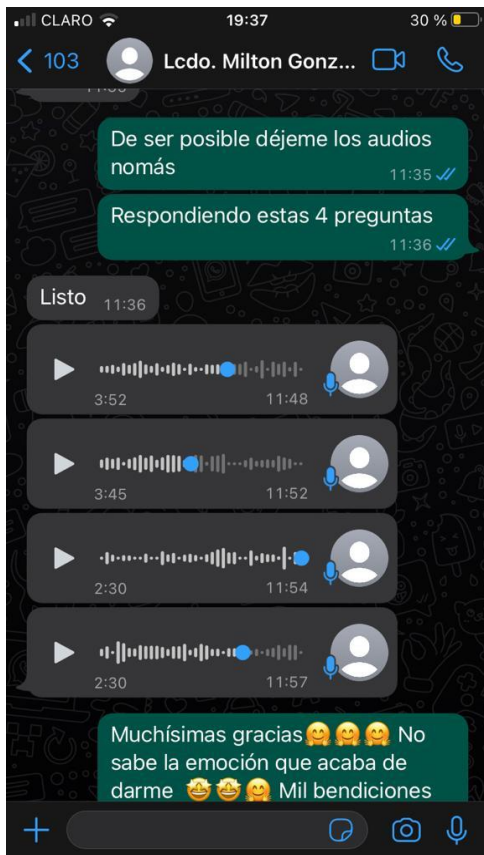 CLARO 19:37 30 %
103 Lcdo. Milton Gonz...
De ser posible déjeme los audios
nomás
11:35
Respondiendo estas 4 preguntas
11:36
Listo 11:36
3:52 11:48
3:45 11:52
2:30 11:54
2:30 11:57
Muchísimas gracias🤗🤗🤗 No
sabe la emoción que acaba de
darme 🤩🤩🤗 Mil bendiciones